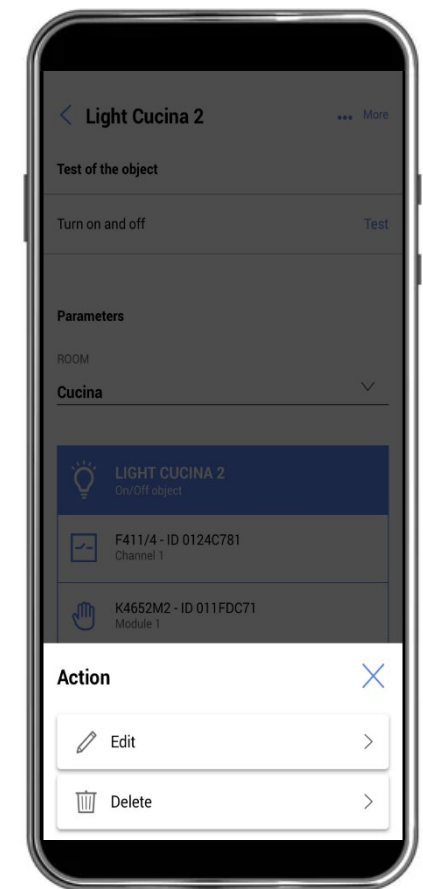 Light Cucina 2
More
Test of the object
Turn on and off
Test
Parameters
ROOM
Cucina
LIGHT CUCINA 2
On/Off object
F411/4 - ID 0124C781
Channel 1
K4652M2 - ID 011FDC71
Module 1
Action
Edit
Delete